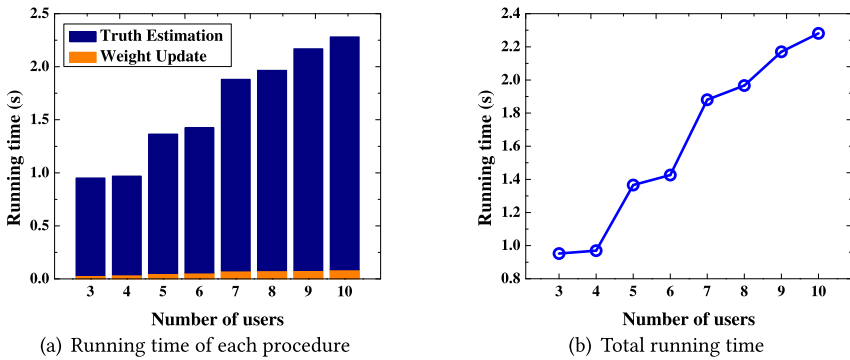 Truth Estimation
Weight Update
Running time (s)
2.5
2.0
1.5
1.0
0.5
0.0
3 4 5 6 7 8 9 10
Number of users
(a) Running time of each procedure
Running time (s)
2.4
2.2
2.0
1.8
1.6
1.4
1.2
1.0
0.8
3 4 5 6 7 8 9 10
Number of users
(b) Total running time